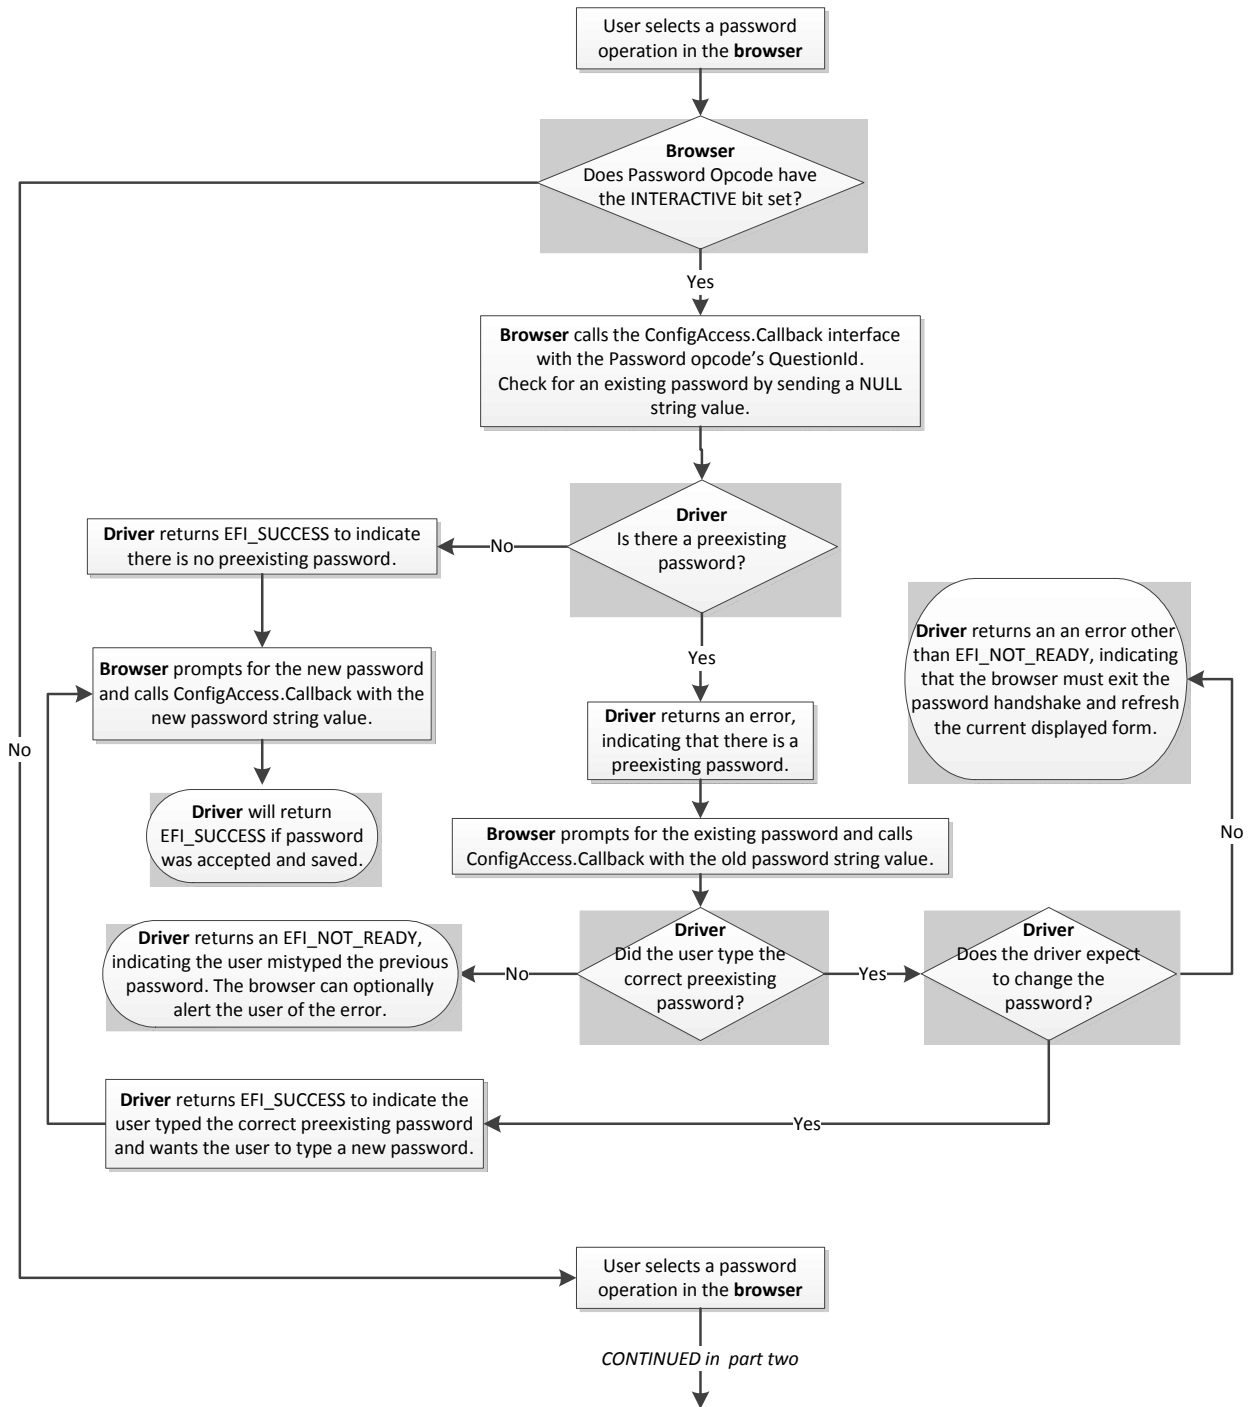 User selects a password
operation in the browser
Browser
Does Password Opcode have
the INTERACTIVE bit set?
Yes
Browser calls the ConfigAccess.Callback interface
with the Password opcode's QuestionId.
Check for an existing password by sending a NULL
string value.
Driver
Is there a preexisting
password?
No
Driver returns EFI_SUCCESS to indicate
there is no preexisting password.
Yes
Driver returns an an error other
than EFI_NOT_READY, indicating
that the browser must exit the
password handshake and refresh
the current displayed form.
Browser prompts for the new password
and calls ConfigAccess.Callback with the
new password string value.
Driver returns an error,
indicating that there is a
preexisting password.
No
Driver will return
EFI_SUCCESS if password
was accepted and saved.
Browser prompts for the existing password and calls
ConfigAccess.Callback with the old password string value.
No
Driver returns an EFI_NOT_READY,
indicating the user mistyped the previous
password. The browser can optionally
alert the user of the error.
No
Driver
Did the user type the
correct preexisting
password?
Yes
Driver
Does the driver expect
to change the
password?
Driver returns EFI_SUCCESS to indicate the
user typed the correct preexisting password
and wants the user to type a new password.
Yes
User selects a password
operation in the browser
CONTINUED in part two